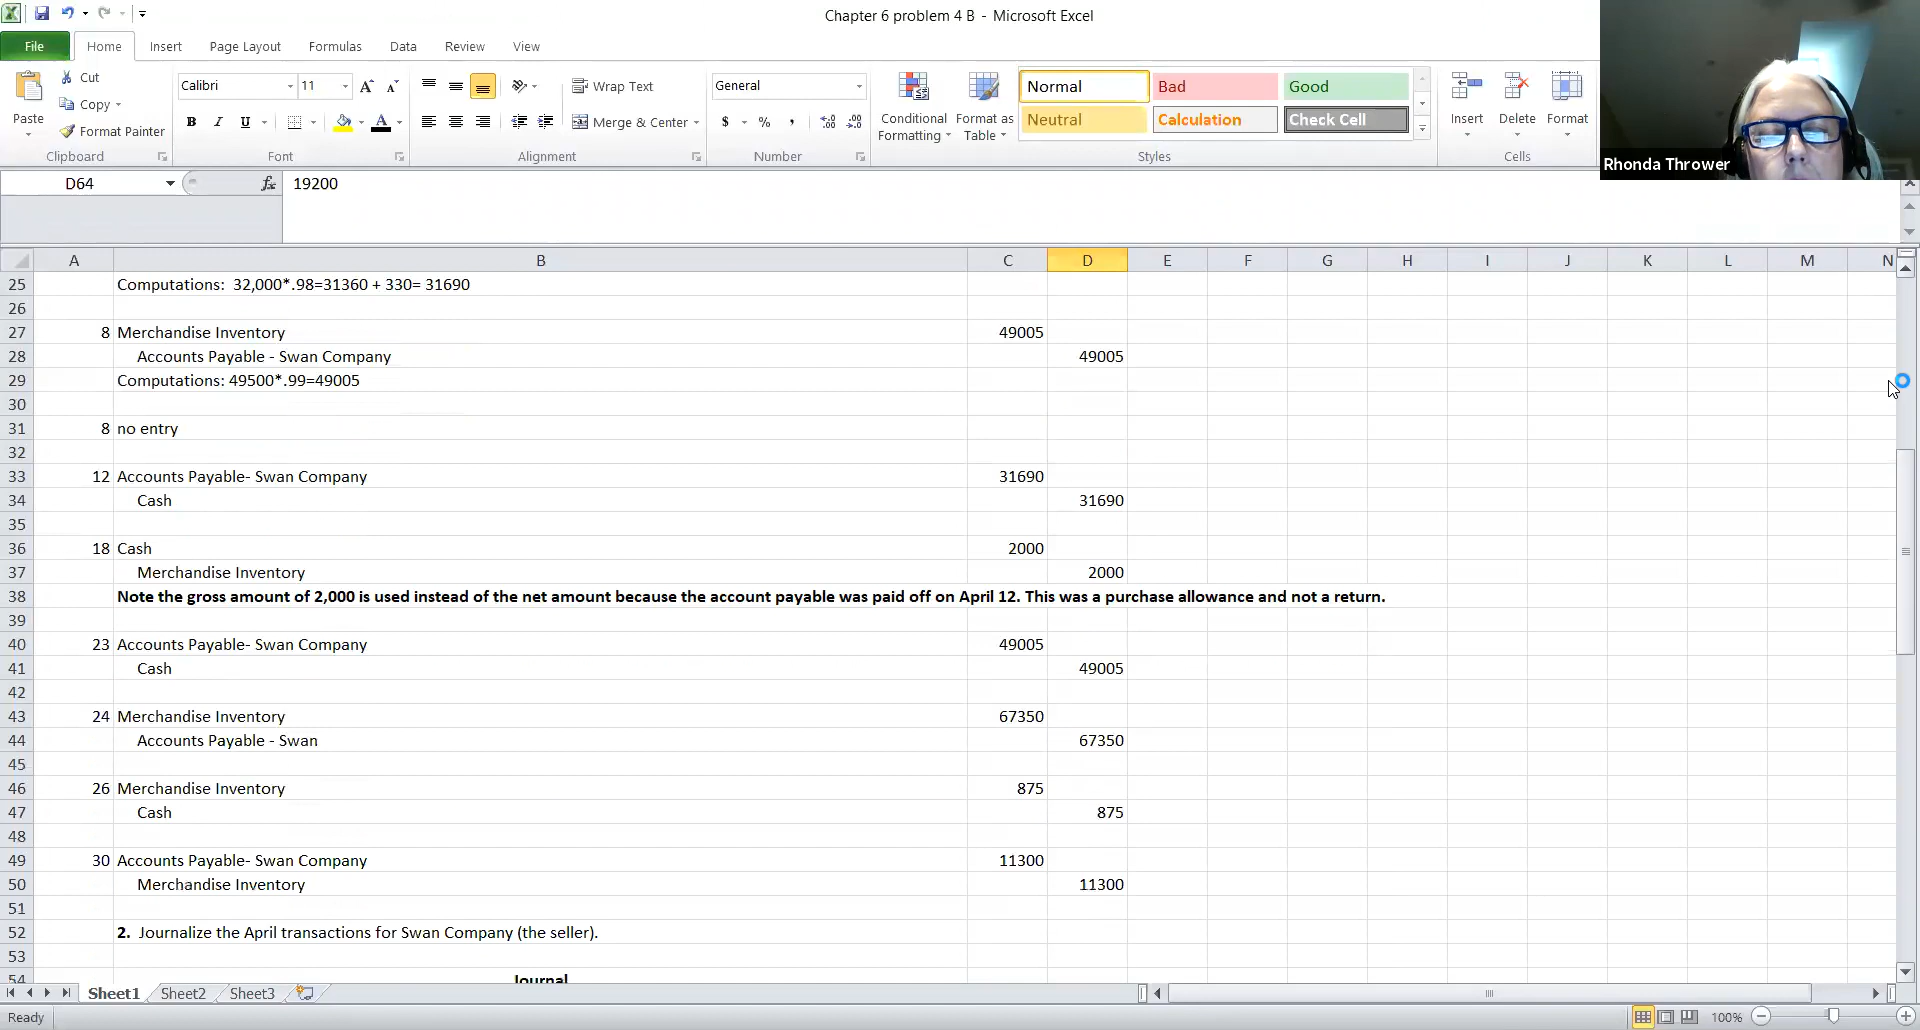 Chapter 6 problem 4 B - Microsoft Excel
File Home Insert Page Layout Formulas Data Review View
Paste
Cut
Copy
Format Painter
Clipboard
Calibri 11
B I U
Font
Wrap Text
Merge & Center
Alignment
General
$ % ,
Number
Conditional Formatting
Format as Table
Normal Bad Good
Neutral Calculation Check Cell
Styles
Insert Delete Format
Cells
Rhonda Thrower
D64 fx 19200
A B C D E F G H I J K L M N
25 Computations: 32,000*.98=31360 + 330= 31690
26
27 8 Merchandise Inventory 49005
28 Accounts Payable - Swan Company 49005
29 Computations: 49500*.99=49005
30
31 8 no entry
32
33 12 Accounts Payable- Swan Company 31690
34 Cash 31690
35
36 18 Cash 2000
37 Merchandise Inventory 2000
38 Note the gross amount of 2,000 is used instead of the net amount because the account payable was paid off on April 12. This was a purchase allowance and not a return.
39
40 23 Accounts Payable- Swan Company 49005
41 Cash 49005
42
43 24 Merchandise Inventory 67350
44 Accounts Payable - Swan 67350
45
46 26 Merchandise Inventory 875
47 Cash 875
48
49 30 Accounts Payable- Swan Company 11300
50 Merchandise Inventory 11300
51
52 2. Journalize the April transactions for Swan Company (the seller).
53
54 Journal
Sheet1 Sheet2 Sheet3
Ready 100%